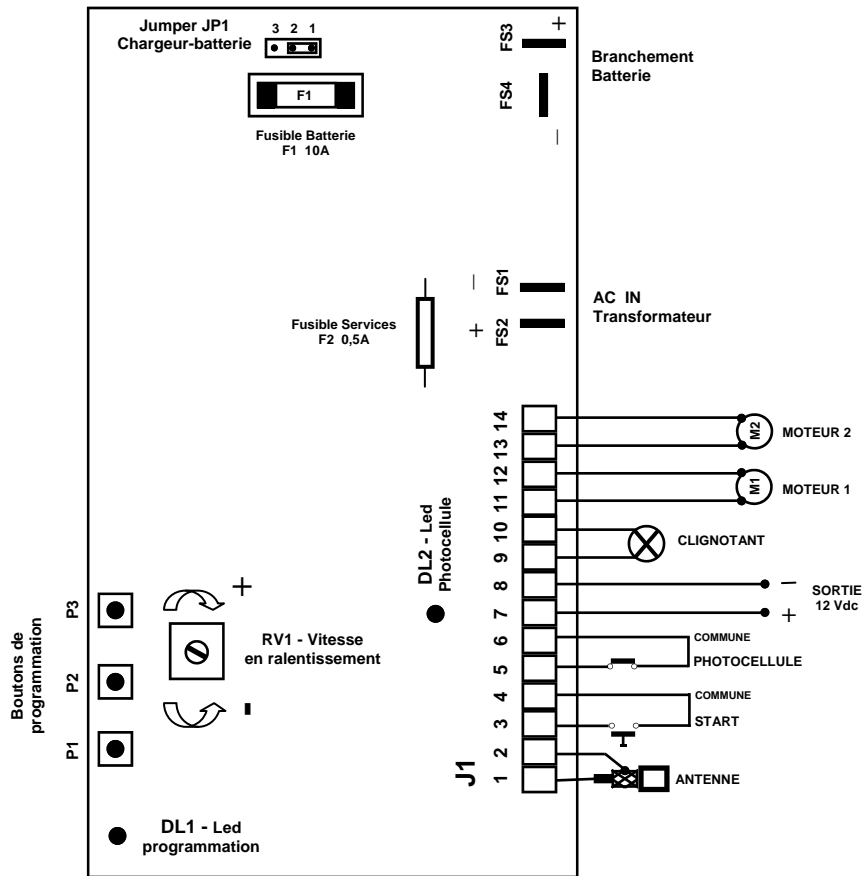 Jumper JP1
Chargeur-batterie
3 2 1
F1
Fusible Batterie
F1 10A
+
FS3
FS4
–
Branchement
Batterie
–
FS1
+
FS2
AC IN
Transformateur
Fusible Services
F2 0,5A
14
13
12
11
10
9
8
7
6
5
4
3
2
1
J1
M2
MOTEUR 2
M1
MOTEUR 1
CLIGNOTANT
–
+
SORTIE
12 Vdc
COMMUNE
PHOTOCELLULE
COMMUNE
START
ANTENNE
DL2 - Led
Photocellule
Boutons de
programmation
P3
P2
P1
+
-
RV1 - Vitesse
en ralentissement
DL1 - Led
programmation